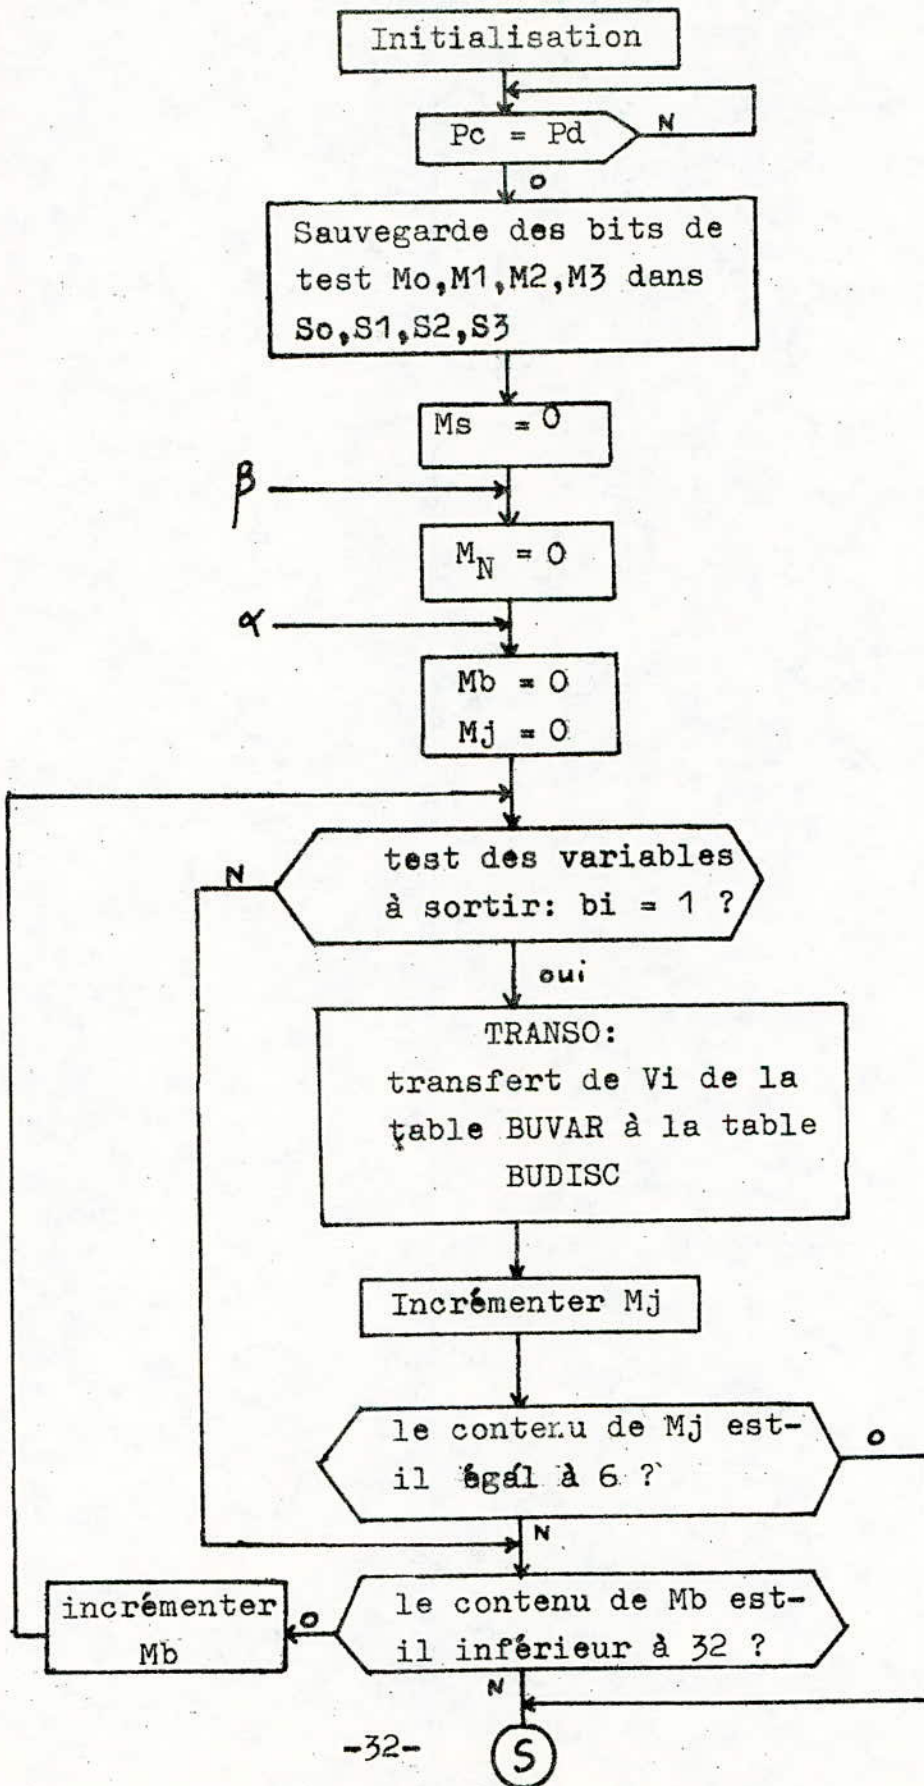 Initialisation
Pc = Pd
N
O
Sauvegarde des bits de
test Mo,M1,M2,M3 dans
So,S1,S2,S3
Ms = 0
β
M_N = 0
α
Mb = 0
Mj = 0
N
test des variables
à sortir: bi = 1 ?
oui
TRANSO:
transfert de Vi de la
table BUVAR à la table
BUDISC
Incrémenter Mj
le contenu de Mj est-
il égal à 6 ?
O
N
incrémenter
Mb
O
le contenu de Mb est-
il inférieur à 32 ?
N
-32-
S